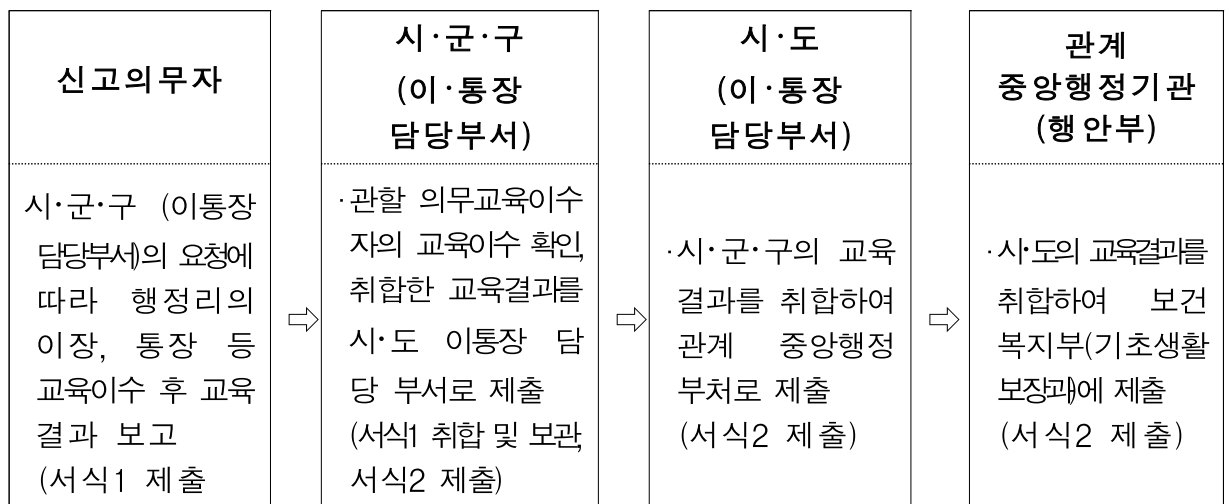 신고의무자
시·군·구 (이통장
담당부서)의 요청에
따라 행정리의
이장, 통장 등
교육이수 후 교육
결과 보고
(서식1 제출
시·군·구
(이·통장
담당부서)
·관할 의무교육이수
자의 교육이수 확인,
취합한 교육결과를
시·도 이통장 담
당 부서로 제출
(서식1 취합 및 보관,
서식2 제출)
시·도
(이·통장
담당부서)
·시·군·구의 교육
결과를 취합하여
관계 중앙행정
부처로 제출
(서식2 제출)
관계
중앙행정기관
(행안부)
·시·도의 교육결과를
취합하여 보건
복지부(기초생활
보장과)에 제출
(서식2 제출)